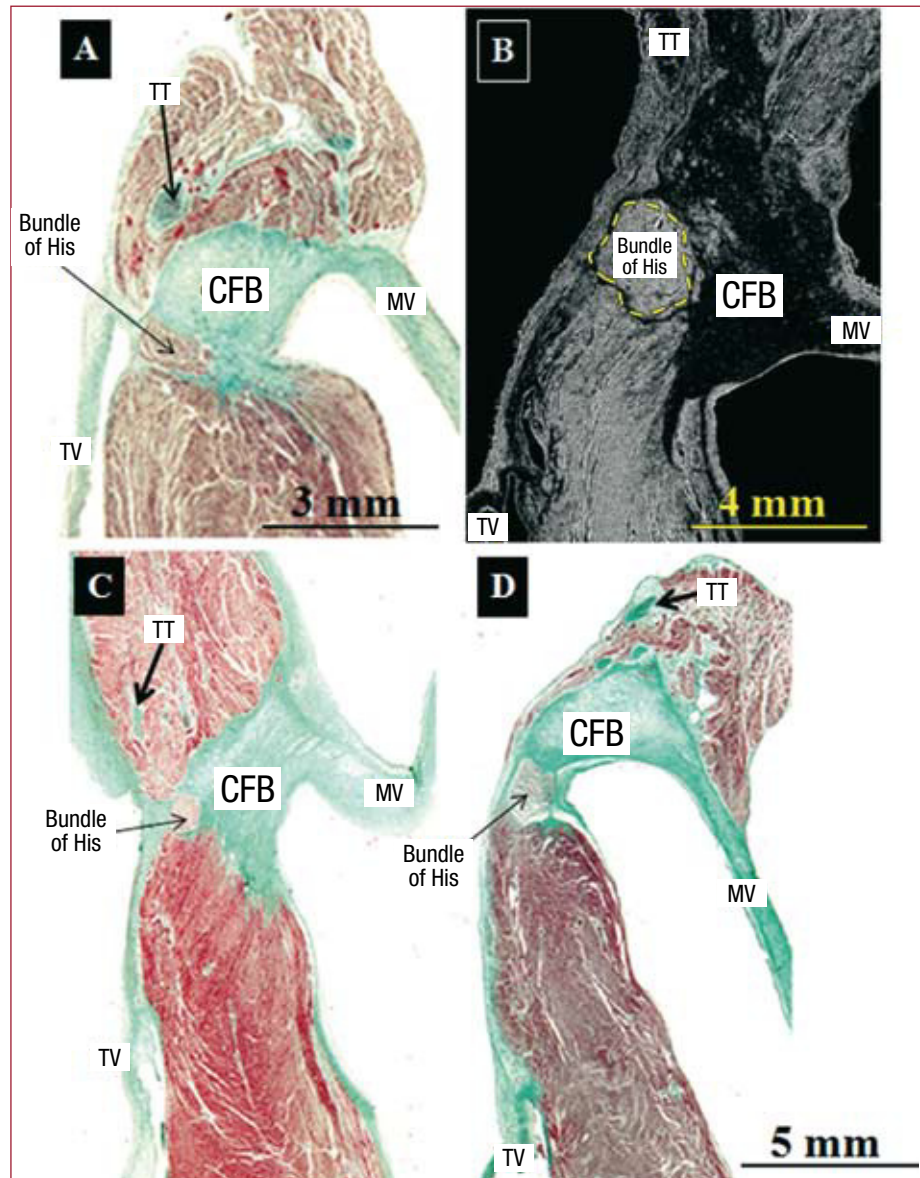 A
TT
Bundle
of His
CFB
MV
TV
3 mm
B
TT
Bundle
of His
CFB
MV
TV
4 mm
C
TT
CFB
MV
Bundle
of His
TV
D
TT
CFB
Bundle
of His
MV
TV
5 mm